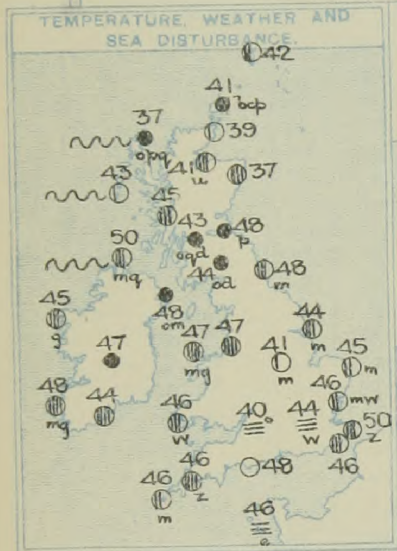 TEMPERATURE, WEATHER AND
SEA DISTURBANCE.
42
41
bcp
37
opq
39
43
41
u
37
45
43
oqd
48
p
50
mq
44
od
48
m
45
g
48
om
44
m
47
47
mq
47
41
m
45
m
48
mq
44
46
w
40
44
w
46
mw
50
z
46
46
z
48
46
m
46
e